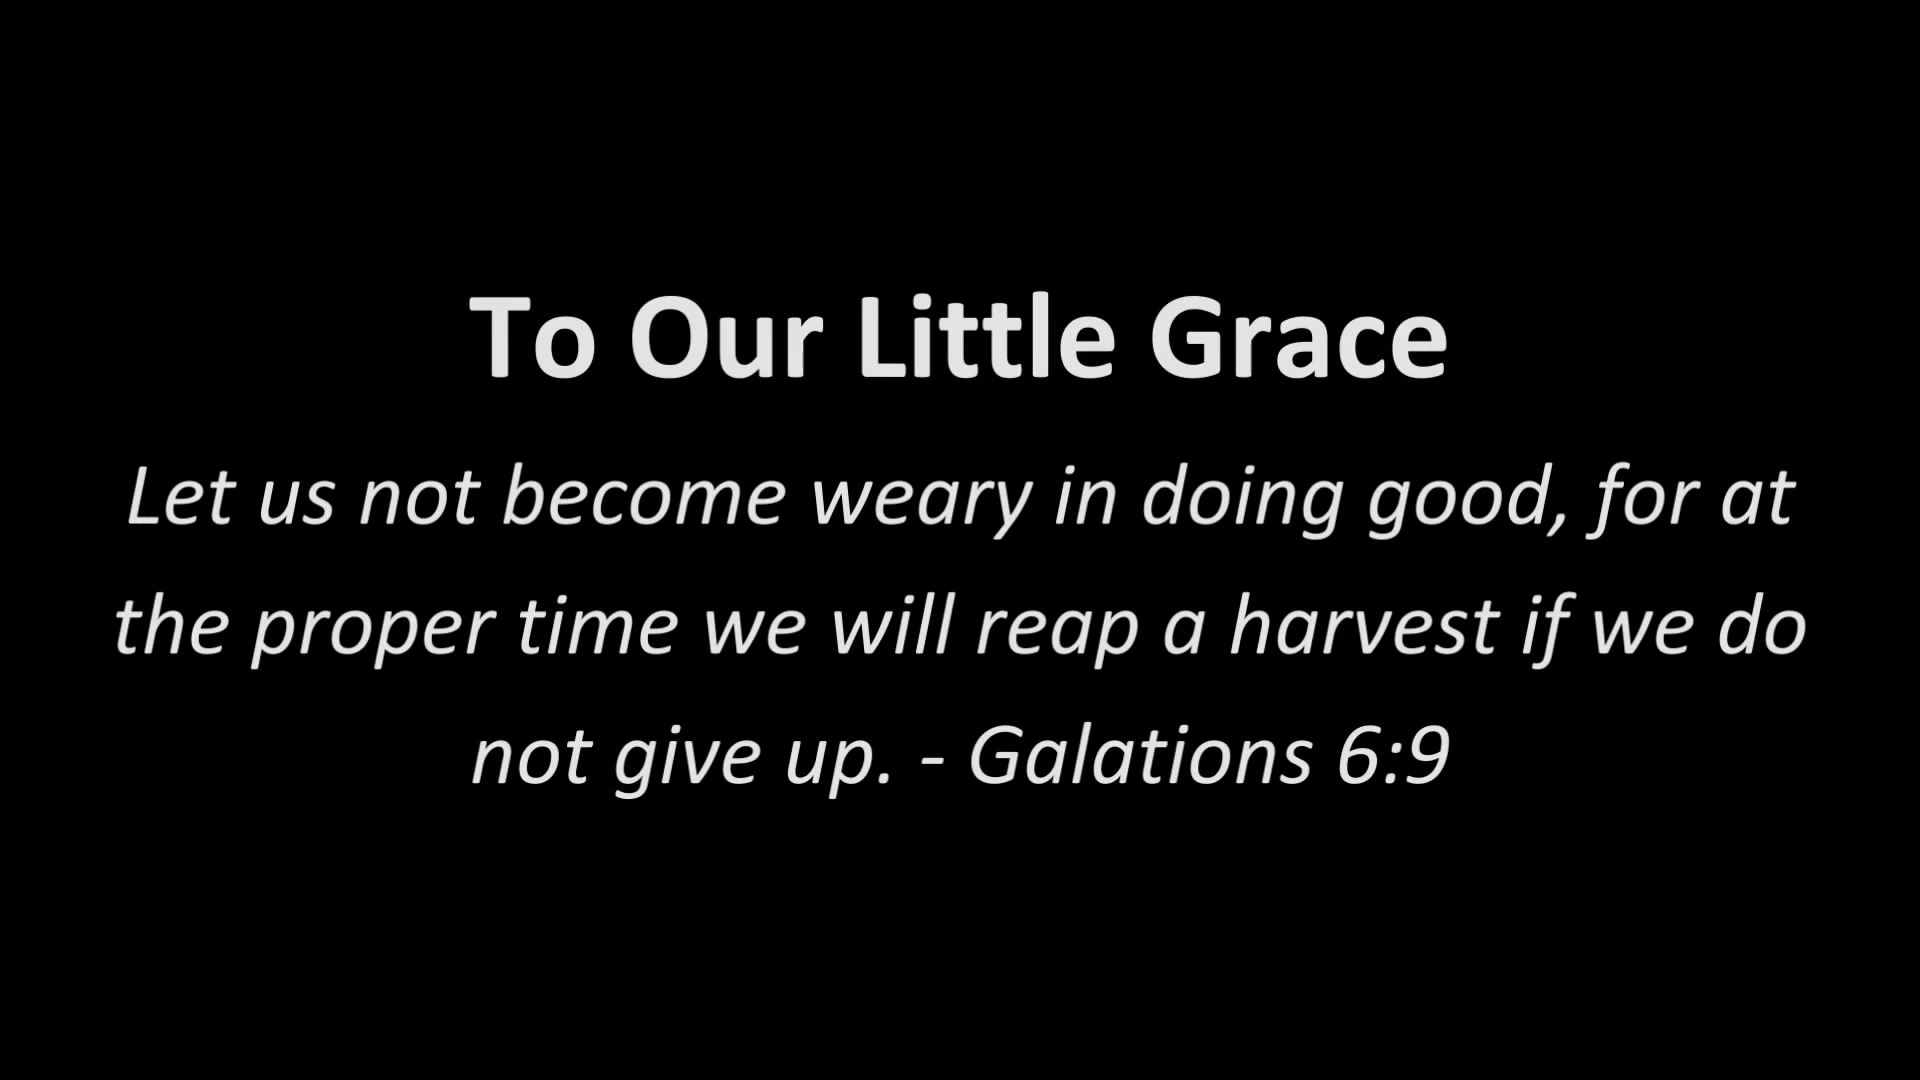 To Our Little Grace
Let us not become weary in doing good, for at
the proper time we will reap a harvest if we do
not give up. - Galations 6:9